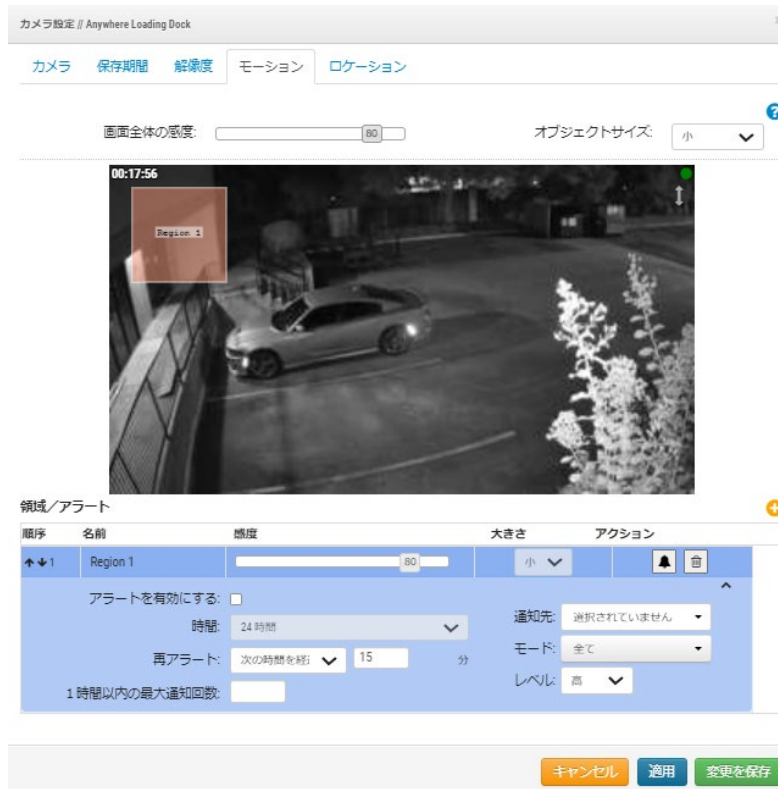 カメラ設定 // Anywhere Loading Dock
カメラ 保存期間 解像度 モーション ロケーション
画面全体の感度: 80 オブジェクトサイズ: 小
00:17:56
Region 1
領域／アラート
順序 名前 感度 大きさ アクション
1 Region 1 80 小
アラートを有効にする:
時間: 24 時間
再アラート: 次の時間を経 15 分
1 時間以内の最大通知回数:
通知先: 選択されていません
モード: 全て
レベル: 高
キャンセル 適用 変更を保存